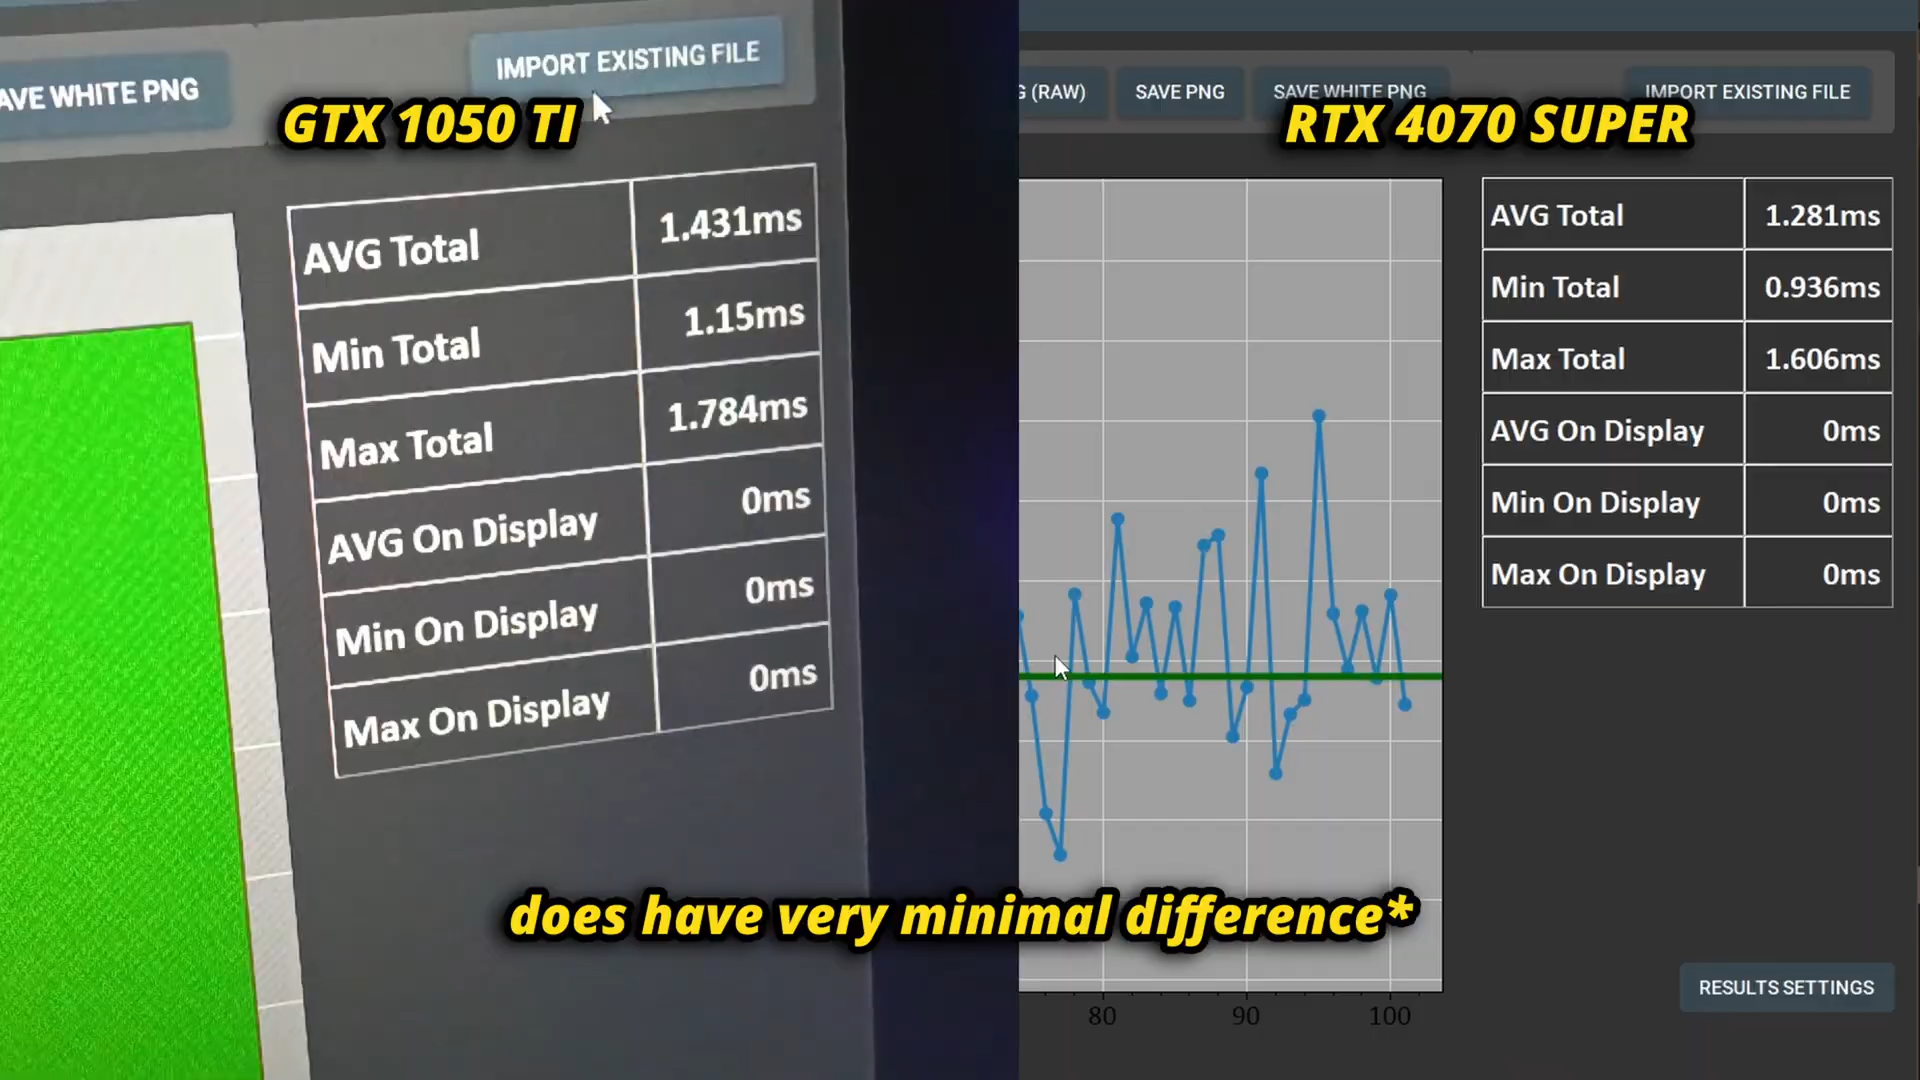 AVE WHITE PNG
IMPORT EXISTING FILE
GTX 1050 TI
AVG Total 1.431ms
Min Total 1.15ms
Max Total 1.784ms
AVG On Display 0ms
Min On Display 0ms
Max On Display 0ms
G (RAW)
SAVE PNG
SAVE WHITE PNG
IMPORT EXISTING FILE
RTX 4070 SUPER
AVG Total 1.281ms
Min Total 0.936ms
Max Total 1.606ms
AVG On Display 0ms
Min On Display 0ms
Max On Display 0ms
does have very minimal difference*
RESULTS SETTINGS
80 90 100